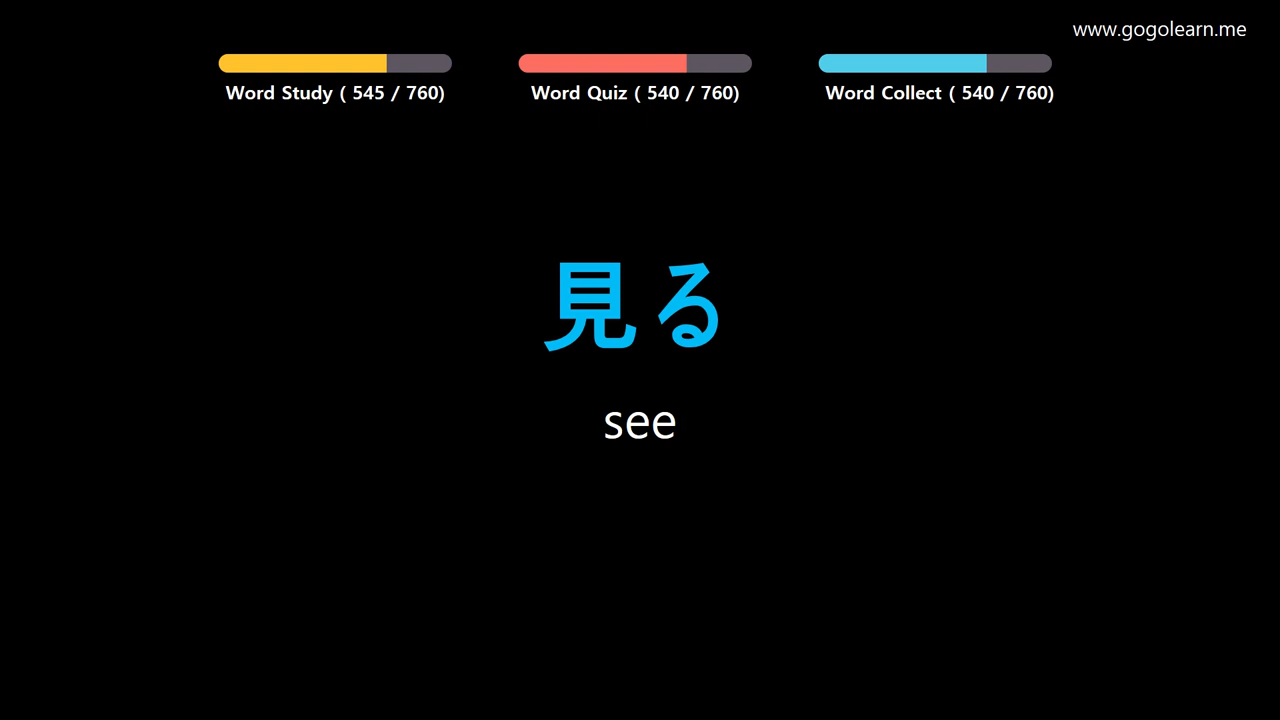 www.gogolearn.me
Word Study ( 545 / 760)
Word Quiz ( 540 / 760)
Word Collect ( 540 / 760)
見る
see